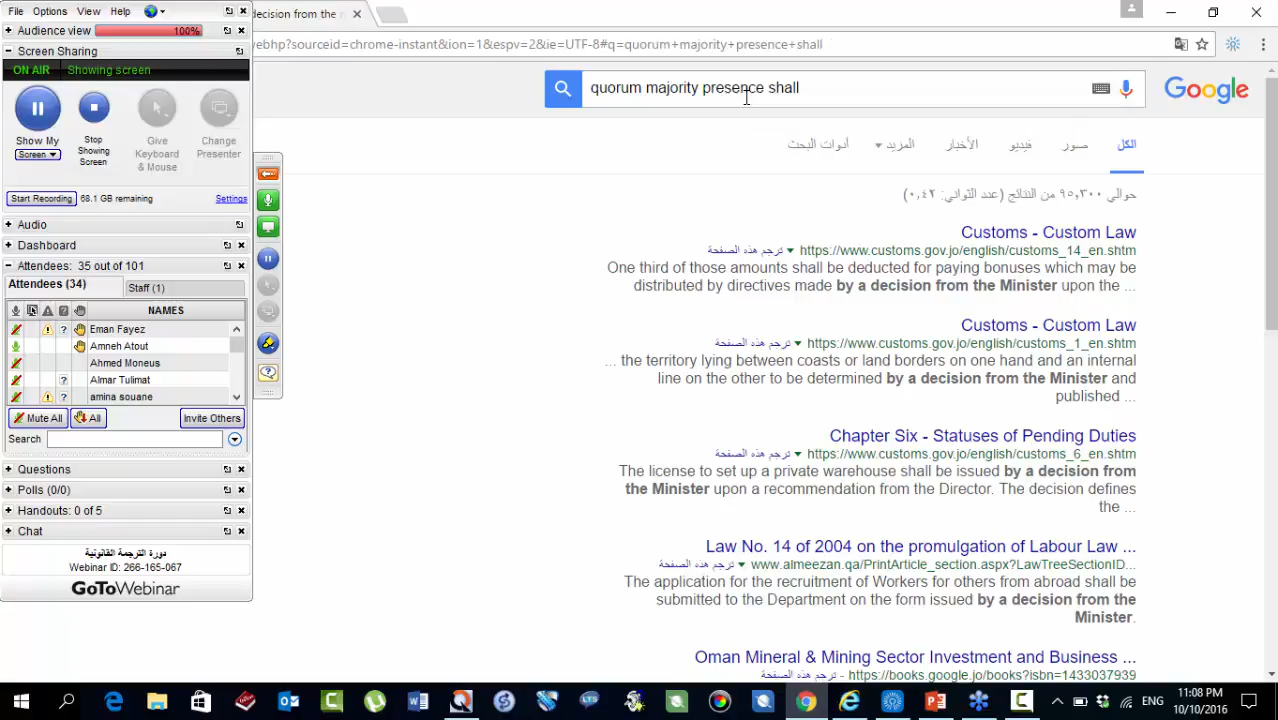 File Options View Help
Audience view 100%
Screen Sharing
ON AIR Showing screen
Show My
Screen
Stop
Showing
Screen
Give
Keyboard
& Mouse
Change
Presenter
Start Recording 68.1 GB remaining Settings
Audio
Dashboard
Attendees: 35 out of 101
Attendees (34) Staff (1)
NAMES
Eman Fayez
Amneh Atout
Ahmed Moneus
Almar Tulimat
amina souane
Mute All All Invite Others
Search
Questions
Polls (0/0)
Handouts: 0 of 5
Chat
دورة الترجمة القانونية
Webinar ID: 266-165-067
GoToWebinar
decision from the
webhp?sourceid=chrome-instant&ion=1&espv=2&ie=UTF-8#q=quorum+majority+presence+shall
quorum majority presence shall
Google
الكل صور فيديو الأخبار المزيد أدوات البحث
حوالي ٩٥,٣٠٠ من النتائج (عدد الثواني: ٠,٤٢)
Customs - Custom Law
https://www.customs.gov.jo/english/customs_14_en.shtm ترجم هذه الصفحة
One third of those amounts shall be deducted for paying bonuses which may be
distributed by directives made by a decision from the Minister upon the ...
Customs - Custom Law
https://www.customs.gov.jo/english/customs_1_en.shtm ترجم هذه الصفحة
... the territory lying between coasts or land borders on one hand and an internal
line on the other to be determined by a decision from the Minister and
published ...
Chapter Six - Statuses of Pending Duties
https://www.customs.gov.jo/english/customs_6_en.shtm ترجم هذه الصفحة
The license to set up a private warehouse shall be issued by a decision from
the Minister upon a recommendation from the Director. The decision defines
the ...
Law No. 14 of 2004 on the promulgation of Labour Law ...
www.almeezan.qa/PrintArticle_section.aspx?LawTreeSectionID... ترجم هذه الصفحة
The application for the recruitment of Workers for others from abroad shall be
submitted to the Department on the form issued by a decision from the
Minister.
Oman Mineral & Mining Sector Investment and Business ...
https://books.google.jo/books?isbn=1433037939
LTS
ENG
11:08 PM
10/10/2016